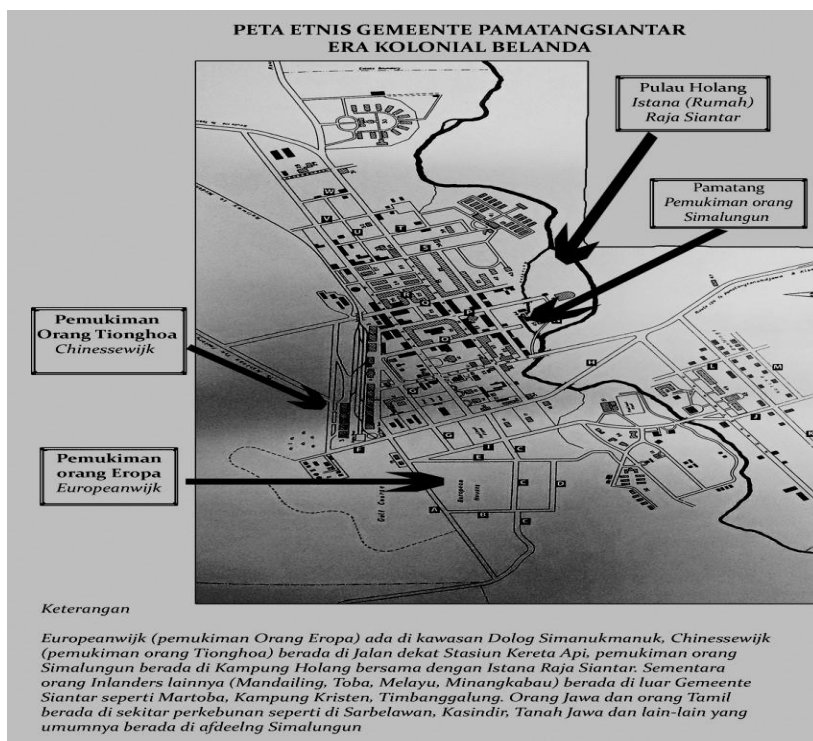 PETA ETNIS GEMEENTE PAMATANGSIANTAR
ERA KOLONIAL BELANDA
Pulau Holang
Istana (Rumah)
Raja Siantar
Pamatang
Pemukiman orang
Simalungun
Pemukiman
Orang Tionghoa
Chinessewijk
Pemukiman
orang Eropa
Europeanwijk
W
V
U
T
S
H
L
M
J
G
I
F
E
C
C
D
A
B
C
Golf Course
European
Houses
Keterangan
Europeanwijk (pemukiman Orang Eropa) ada di kawasan Dolog Simanukmanuk, Chinessewijk
(pemukiman orang Tionghoa) berada di Jalan dekat Stasiun Kereta Api, pemukiman orang
Simalungun berada di Kampung Holang bersama dengan Istana Raja Siantar. Sementara
orang Inlanders lainnya (Mandailing, Toba, Melayu, Minangkabau) berada di luar Gemeente
Siantar seperti Martoba, Kampung Kristen, Timbanggalung. Orang Jawa dan orang Tamil
berada di sekitar perkebunan seperti di Sarbelawan, Kasindir, Tanah Jawa dan lain-lain yang
umumnya berada di afdeelng Simalungun